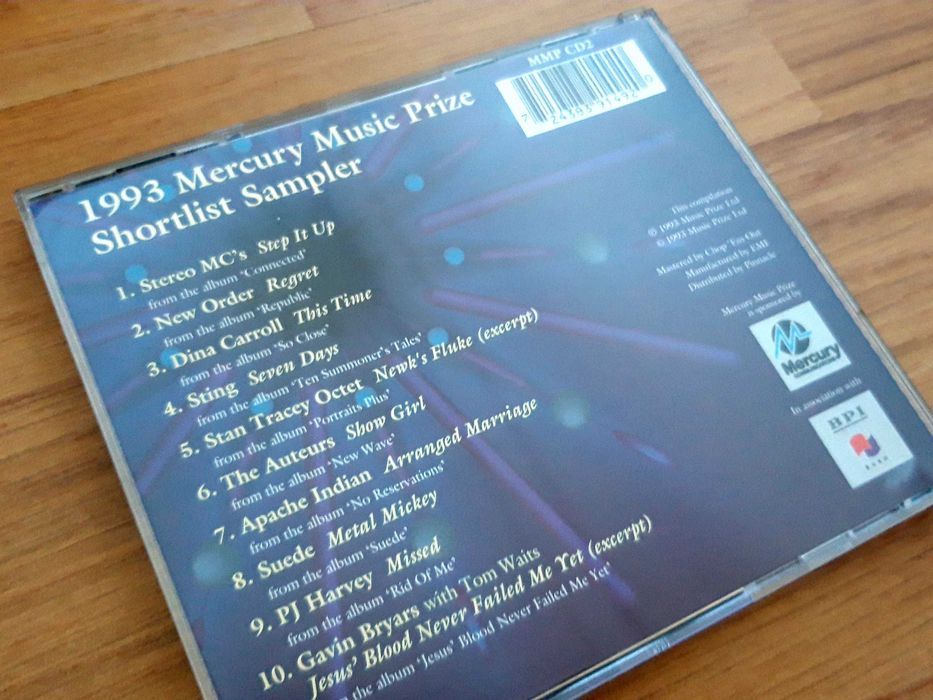 MMP CD2
7 24383 91492 0
1993 Mercury Music Prize
Shortlist Sampler
1. Stereo MC's Step It Up
from the album 'Connected'
2. New Order Regret
from the album 'Republic'
3. Dina Carroll This Time
from the album 'So Close'
4. Sting Seven Days
from the album 'Ten Summoner's Tales'
5. Stan Tracey Octet Newk's Fluke (excerpt)
from the album 'Portraits Plus'
6. The Auteurs Show Girl
from the album 'New Wave'
7. Apache Indian Arranged Marriage
from the album 'No Reservations'
8. Suede Metal Mickey
from the album 'Suede'
9. PJ Harvey Missed
from the album 'Rid Of Me'
10. Gavin Bryars with Tom Waits
Jesus' Blood Never Failed Me Yet (excerpt)
the album 'Jesus' Blood Never Failed Me Yet'
This compilation
℗ 1993 Music Prize Ltd
© 1993 Music Prize Ltd
Mastered by Chop 'Em Out
Manufactured by EMI
Distributed by Pinnacle
Mercury Music Prize
is sponsored by
Mercury
In association with
BPI